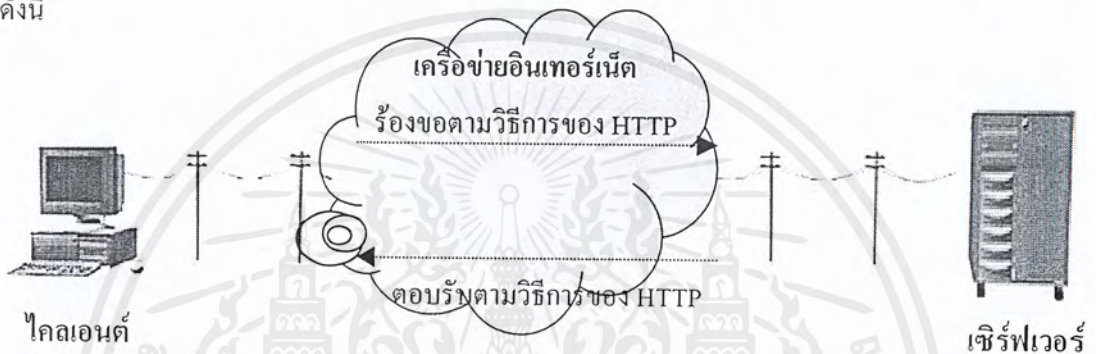 ดังนี้
เครือข่ายอินเทอร์เน็ต
ร้องขอตามวิธีการของ HTTP
ตอบรับตามวิธีการของ HTTP
ไคลเอนต์
เซิร์ฟเวอร์